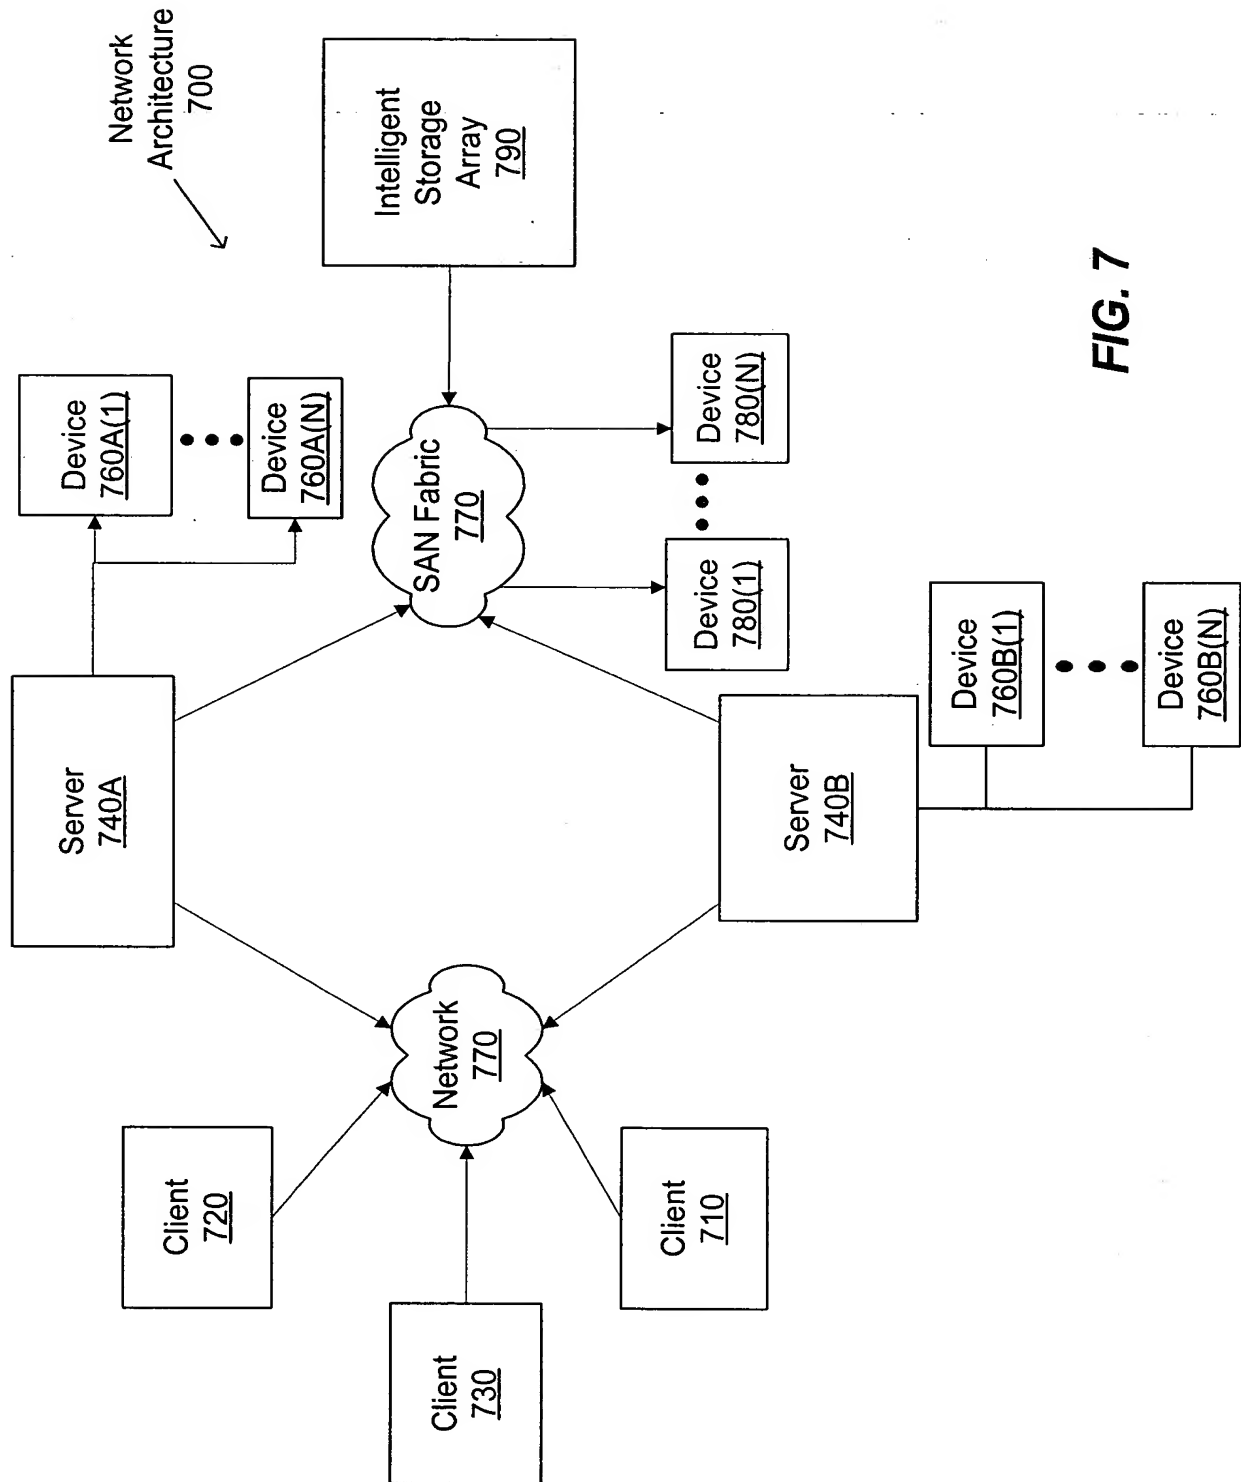 Network
Architecture
700
Client
730
Client
720
Client
710
Network
770
Server
740A
Server
740B
Device
760A(1)
Device
760A(N)
SAN Fabric
770
Intelligent
Storage
Array
790
Device
780(1)
Device
780(N)
Device
760B(1)
Device
760B(N)
FIG. 7